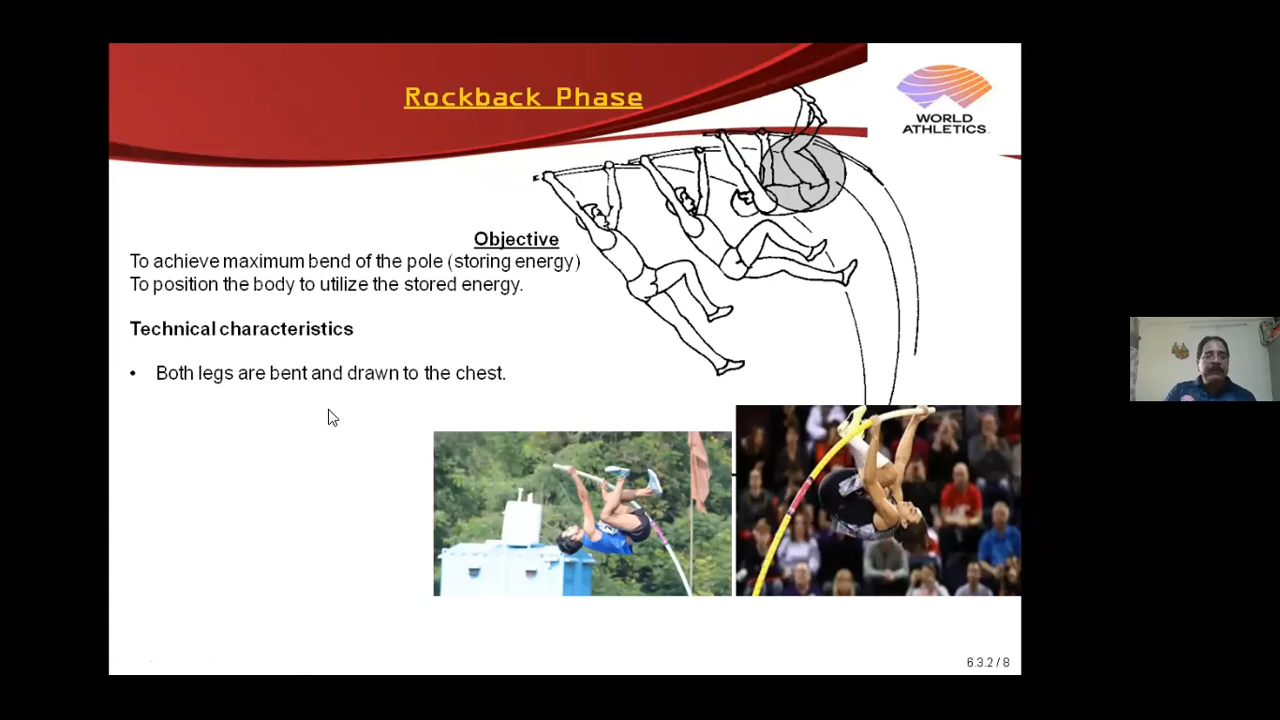 Rockback Phase
WORLD
ATHLETICS.
Objective
To achieve maximum bend of the pole (storing energy)
To position the body to utilize the stored energy.
Technical characteristics
• Both legs are bent and drawn to the chest.
6.3.2 / 8